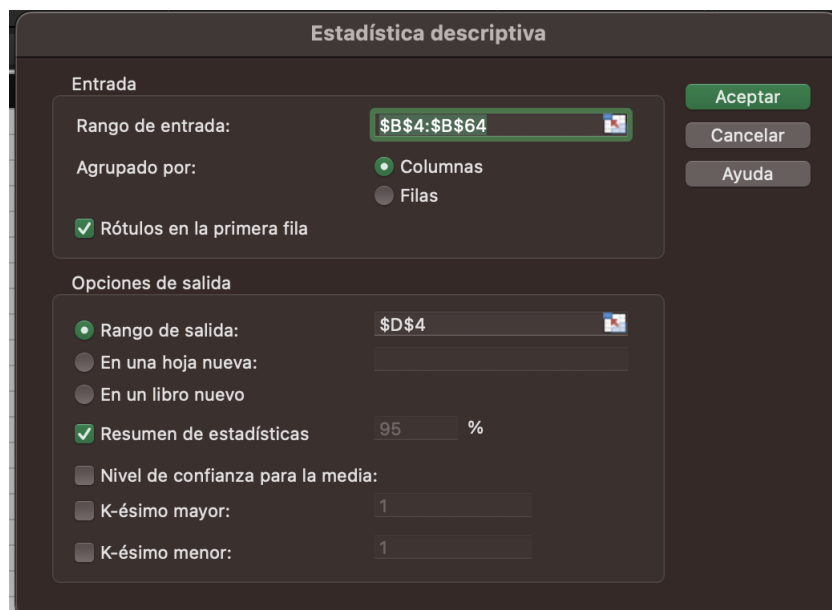 Estadística descriptiva
Entrada
Rango de entrada: $B$4:$B$64
Agrupado por: Columnas
Filas
Rótulos en la primera fila
Aceptar
Cancelar
Ayuda
Opciones de salida
Rango de salida: $D$4
En una hoja nueva:
En un libro nuevo
Resumen de estadísticas 95 %
Nivel de confianza para la media:
K-ésimo mayor: 1
K-ésimo menor: 1